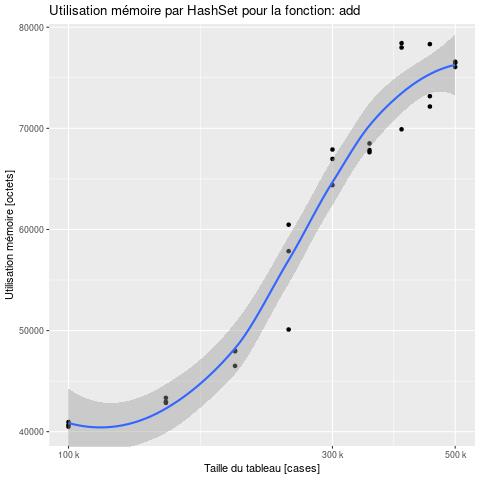 Utilisation mémoire par HashSet pour la fonction: add
80000
70000
60000
50000
40000
Utilisation mémoire [octets]
100 k
300 k
500 k
Taille du tableau [cases]